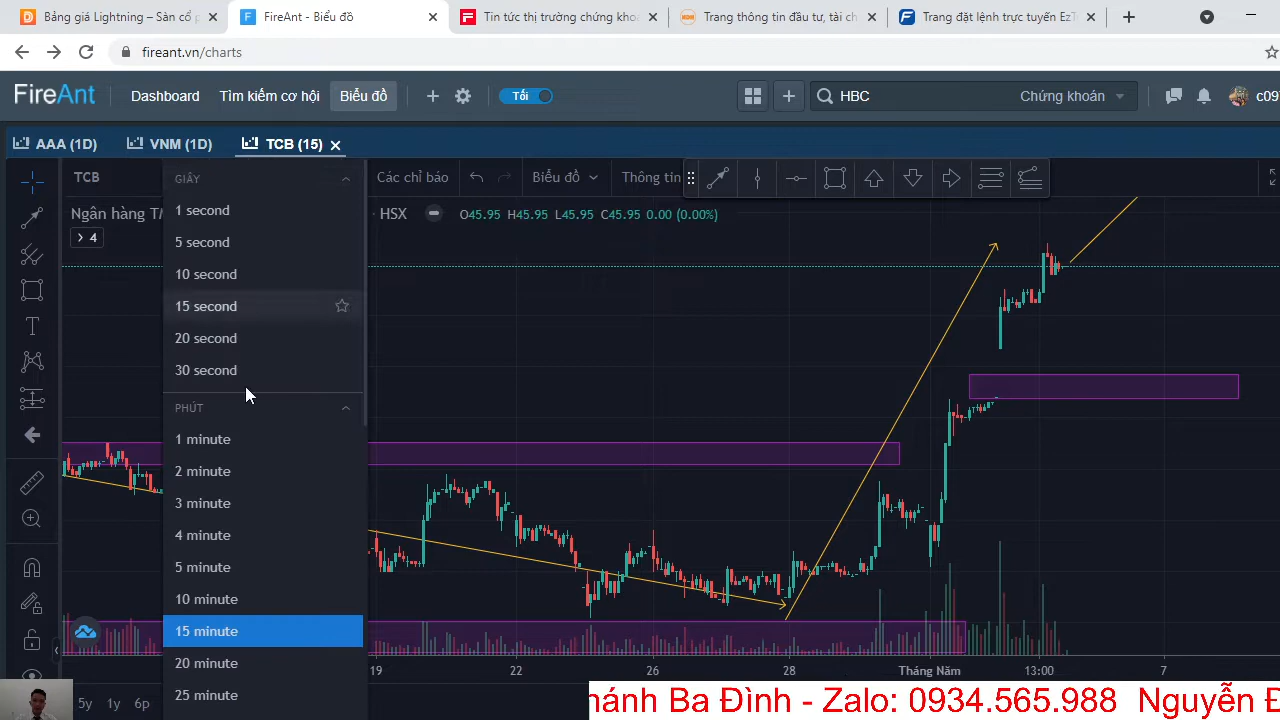 Bảng giá Lightning – Sàn cổ p
FireAnt - Biểu đồ
Tin tức thị trường chứng kho
Trang thông tin đầu tư, tài ch
Trang đặt lệnh trực tuyến EzT
fireant.vn/charts
FireAnt
Dashboard
Tìm kiếm cơ hội
Biểu đồ
Tối
HBC
Chứng khoán
c09
AAA (1D)
VNM (1D)
TCB (15)
TCB
GIÂY
Các chỉ báo
Biểu đồ
Thông tin
Ngân hàng T
HSX
O45.95 H45.95 L45.95 C45.95 0.00 (0.00%)
4
1 second
5 second
10 second
15 second
20 second
30 second
PHÚT
1 minute
2 minute
3 minute
4 minute
5 minute
10 minute
15 minute
20 minute
25 minute
19
22
26
28
Tháng Năm
13:00
7
5y
1y
6p
hánh Ba Đình - Zalo: 0934.565.988 Nguyễn Đ